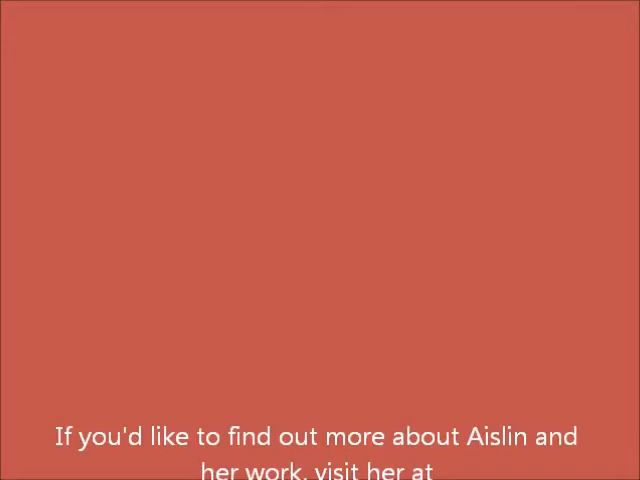 If you'd like to find out more about Aislin and
her work, visit her at